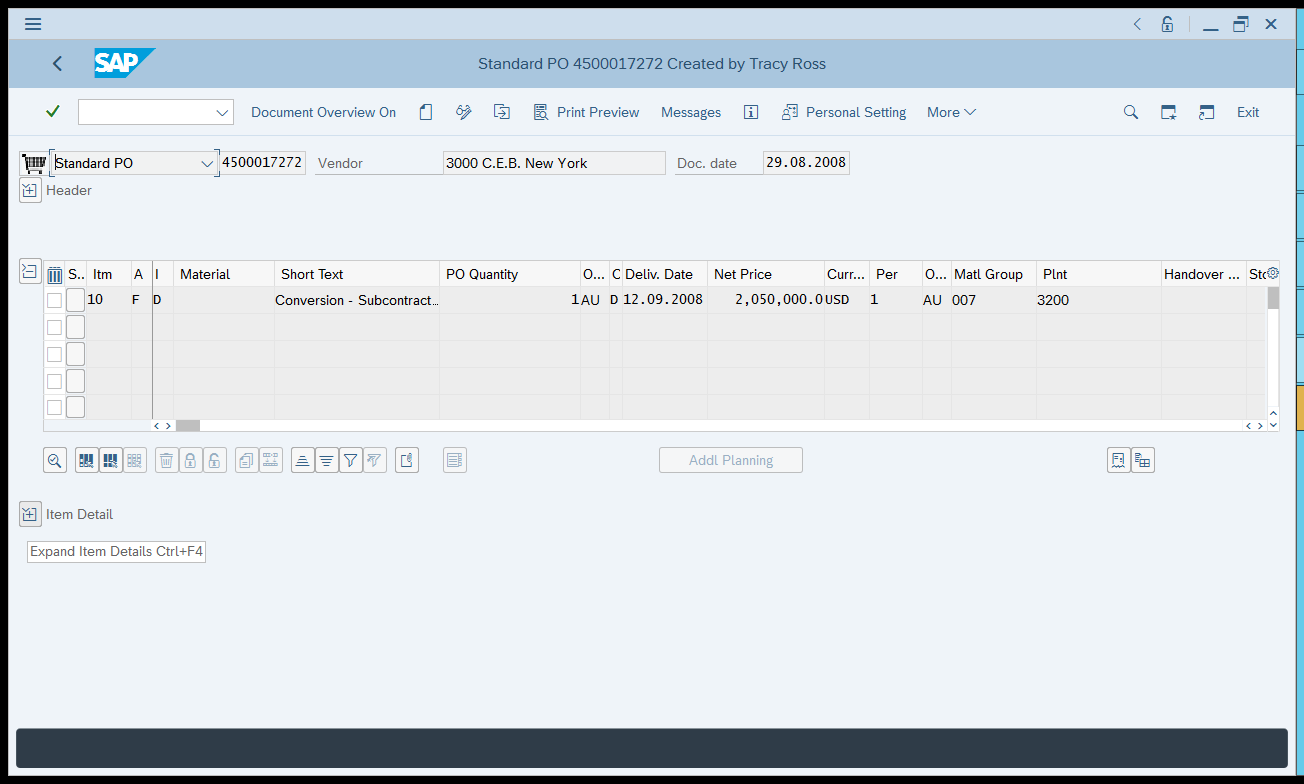 SAP
Standard PO 4500017272 Created by Tracy Ross
Document Overview On Print Preview Messages Personal Setting More Exit
Standard PO 4500017272 Vendor 3000 C.E.B. New York Doc. date 29.08.2008
Header
S.. Itm A I Material Short Text PO Quantity O... C Deliv. Date Net Price Curr... Per O... Matl Group Plnt Handover ... Sto
10 F D Conversion - Subcontract... 1 AU D 12.09.2008 2,050,000.0 USD 1 AU 007 3200
Addl Planning
Item Detail
Expand Item Details Ctrl+F4